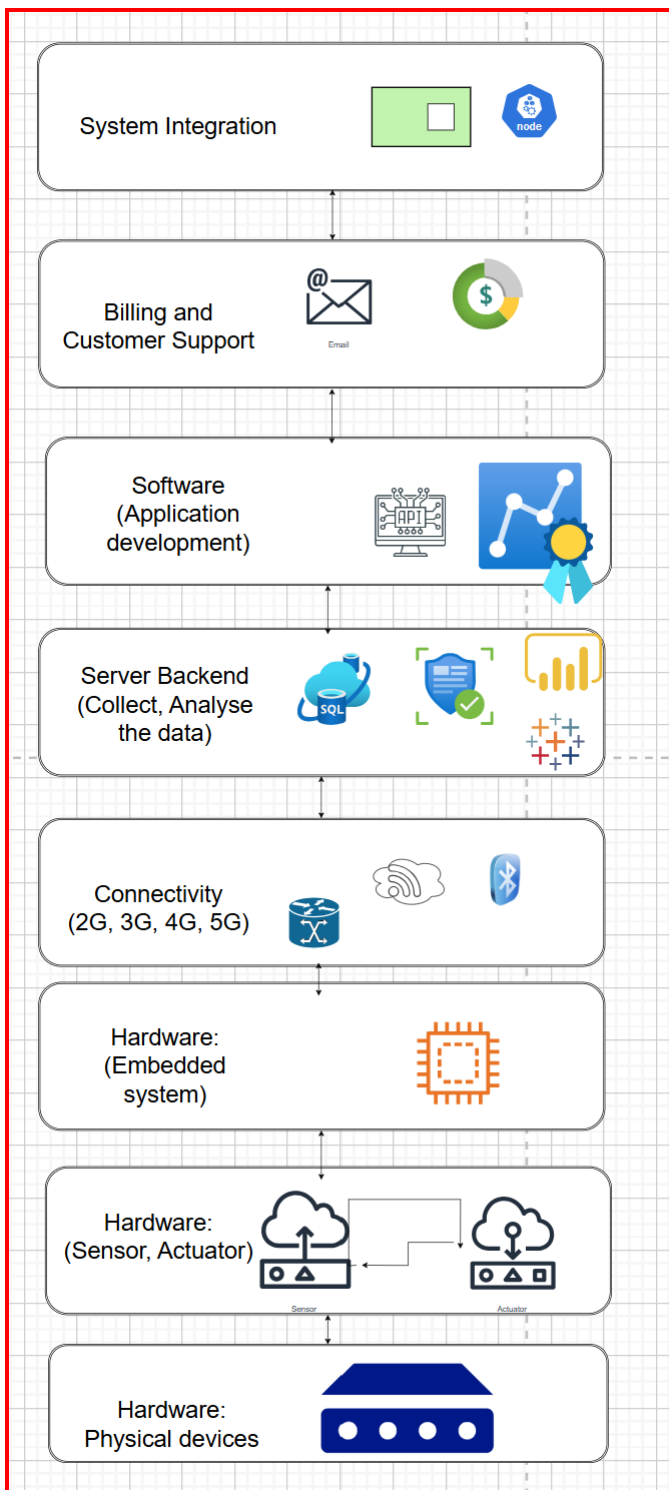 System Integration
node
Billing and
Customer Support
@
Email
$
Software
(Application
development)
API
Server Backend
(Collect, Analyse
the data)
SQL
Connectivity
(2G, 3G, 4G, 5G)
Hardware:
(Embedded
system)
Hardware:
(Sensor, Actuator)
Sensor
Actuator
Hardware:
Physical devices